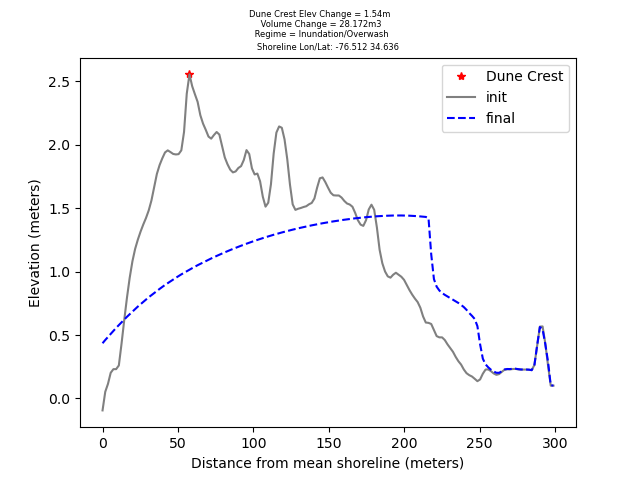 Dune Crest Elev Change = 1.54m
Volume Change = 28.172m3
Regime = Inundation/Overwash
Shoreline Lon/Lat: -76.512 34.636
Dune Crest
init
final
2.5
2.0
1.5
1.0
0.5
0.0
Elevation (meters)
0 50 100 150 200 250 300
Distance from mean shoreline (meters)